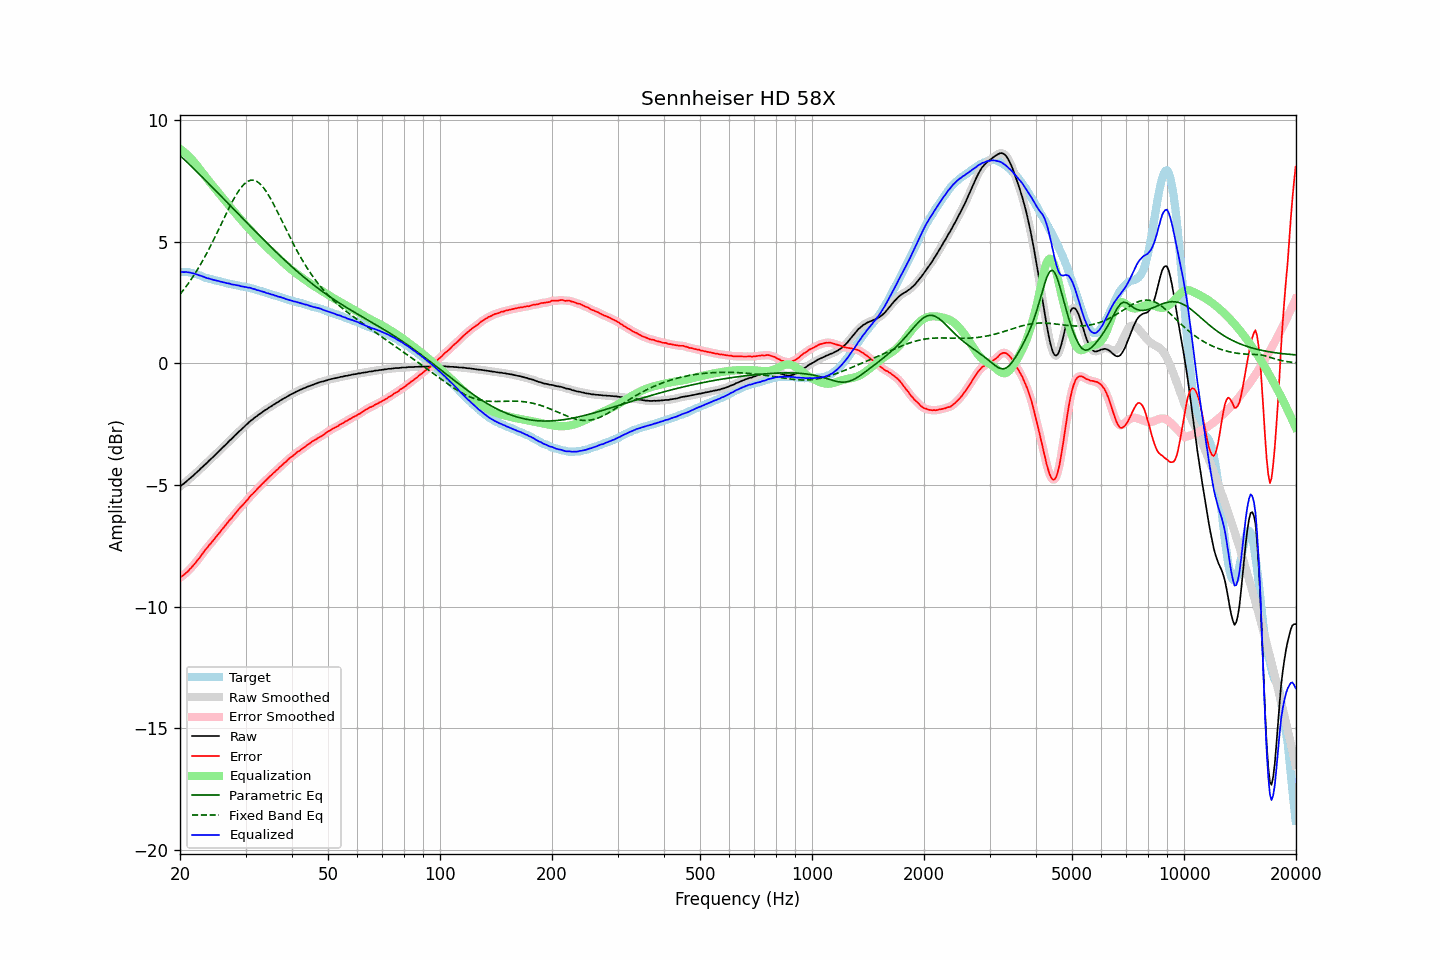 Sennheiser HD 58X
10
5
0
−5
−10
−15
−20
Amplitude (dBr)
Target
Raw Smoothed
Error Smoothed
Raw
Error
Equalization
Parametric Eq
Fixed Band Eq
Equalized
20 50 100 200 500 1000 2000 5000 10000 20000
Frequency (Hz)